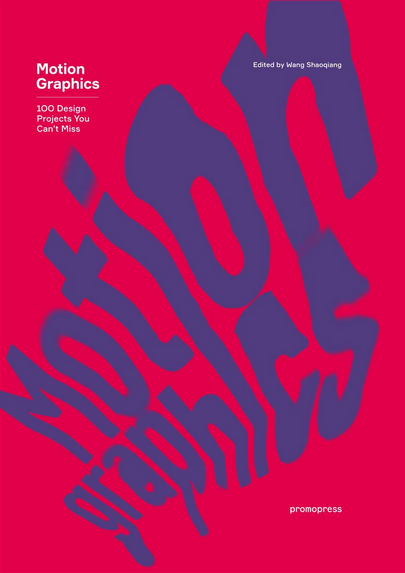 Motion
Graphics
100 Design
Projects You
Can't Miss
Edited by Wang Shaoqiang
Motion
graphics
promopress